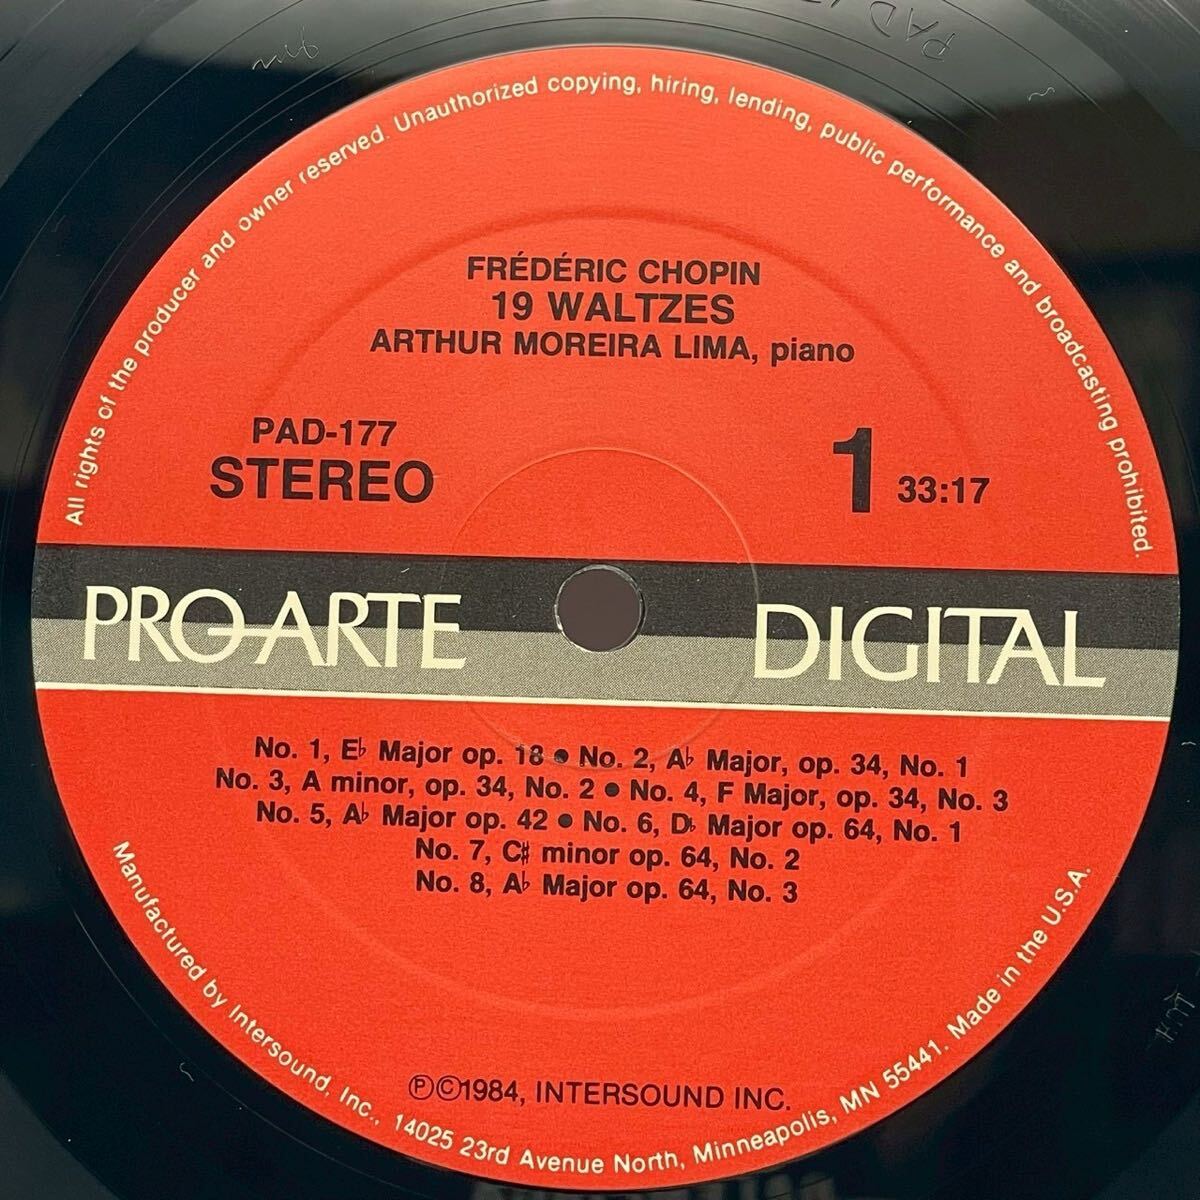 All rights of the producer and owner reserved. Unauthorized copying, hiring, lending, public performance and broadcasting prohibited.
FRÉDÉRIC CHOPIN
19 WALTZES
ARTHUR MOREIRA LIMA, piano
PAD-177
STEREO
1 33:17
PRO-ARTE DIGITAL
No. 1, E♭ Major op. 18 ● No. 2, A♭ Major, op. 34, No. 1
No. 3, A minor, op. 34, No. 2 ● No. 4, F Major, op. 34, No. 3
No. 5, A♭ Major op. 42 ● No. 6, D♭ Major op. 64, No. 1
No. 7, C♯ minor op. 64, No. 2
No. 8, A♭ Major op. 64, No. 3
℗©1984, INTERSOUND INC.
Manufactured by Intersound, Inc., 14025 23rd Avenue North, Minneapolis, MN 55441. Made in the U.S.A.